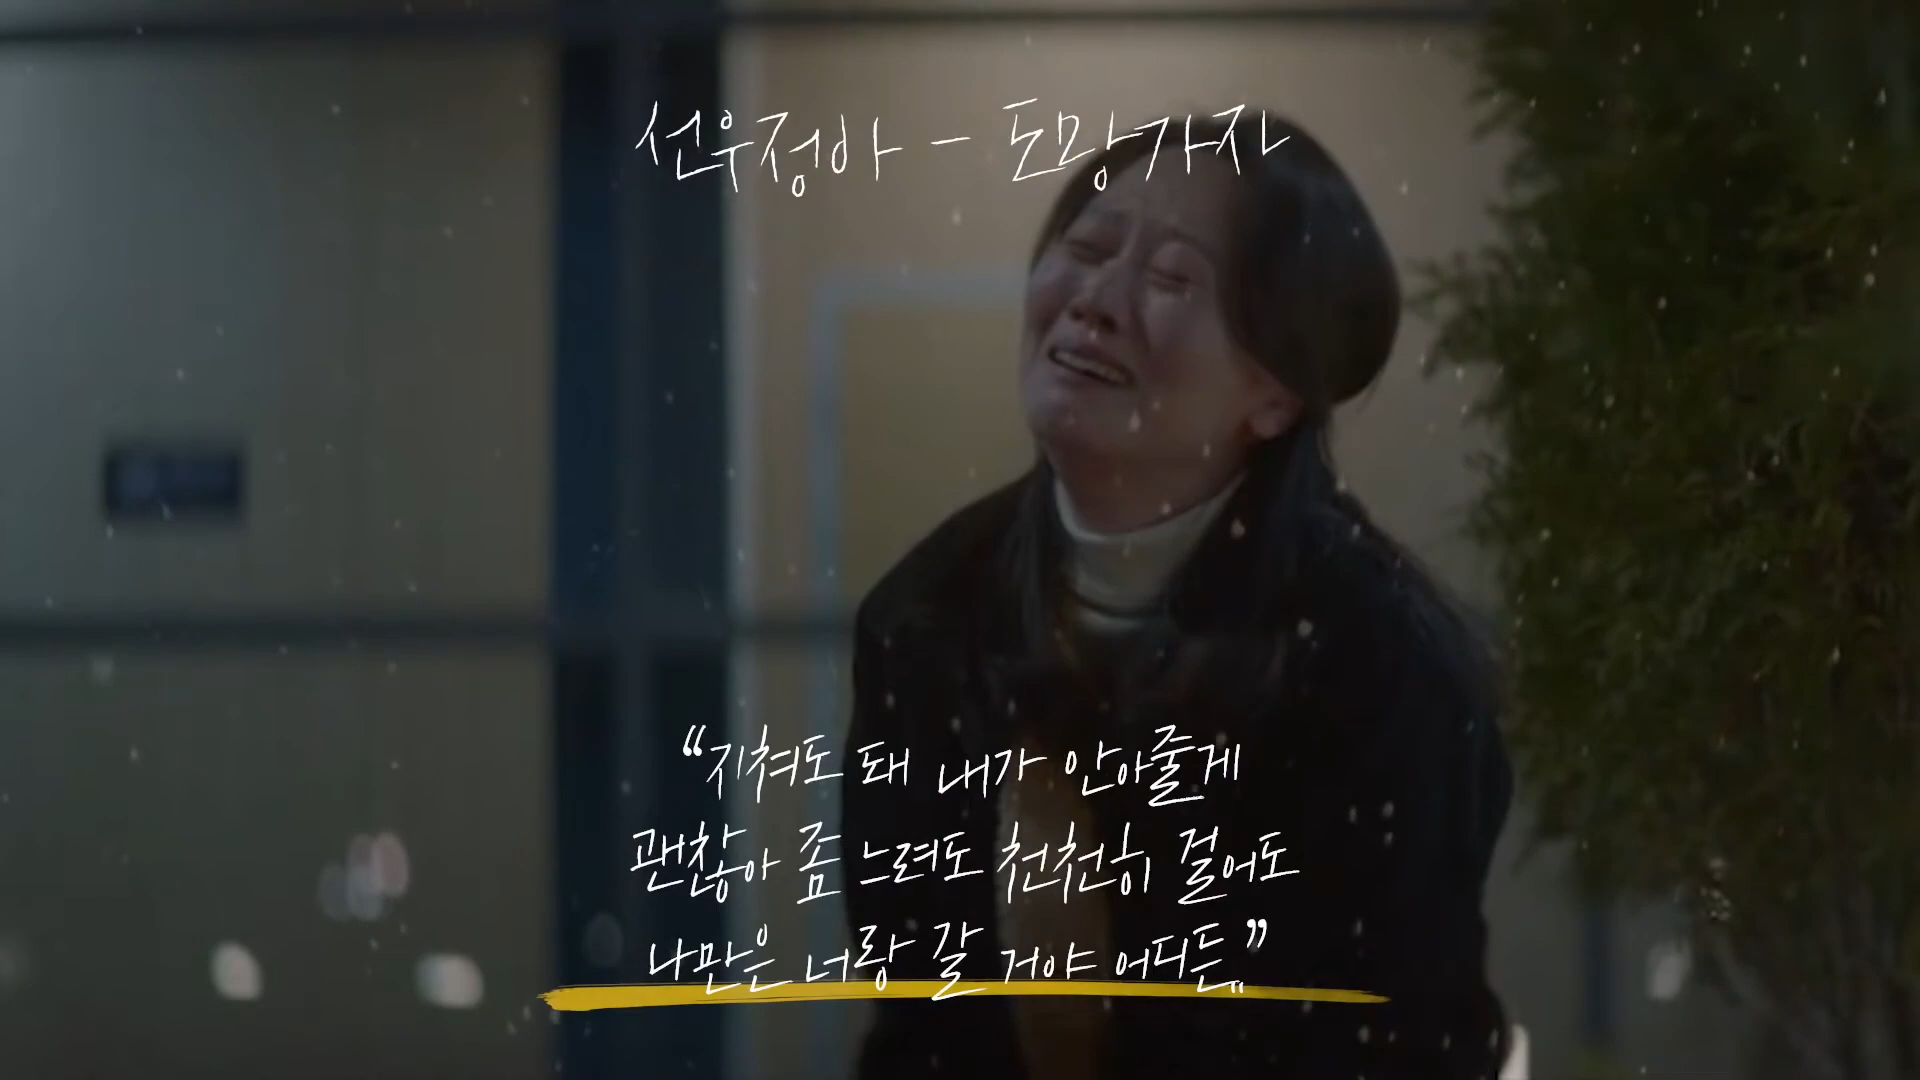 선우정아 - 도망가자
“지쳐도 돼 내가 안아줄게
괜찮아 좀 느려도 천천히 걸어도
나만은 너랑 갈 거야 어디든”